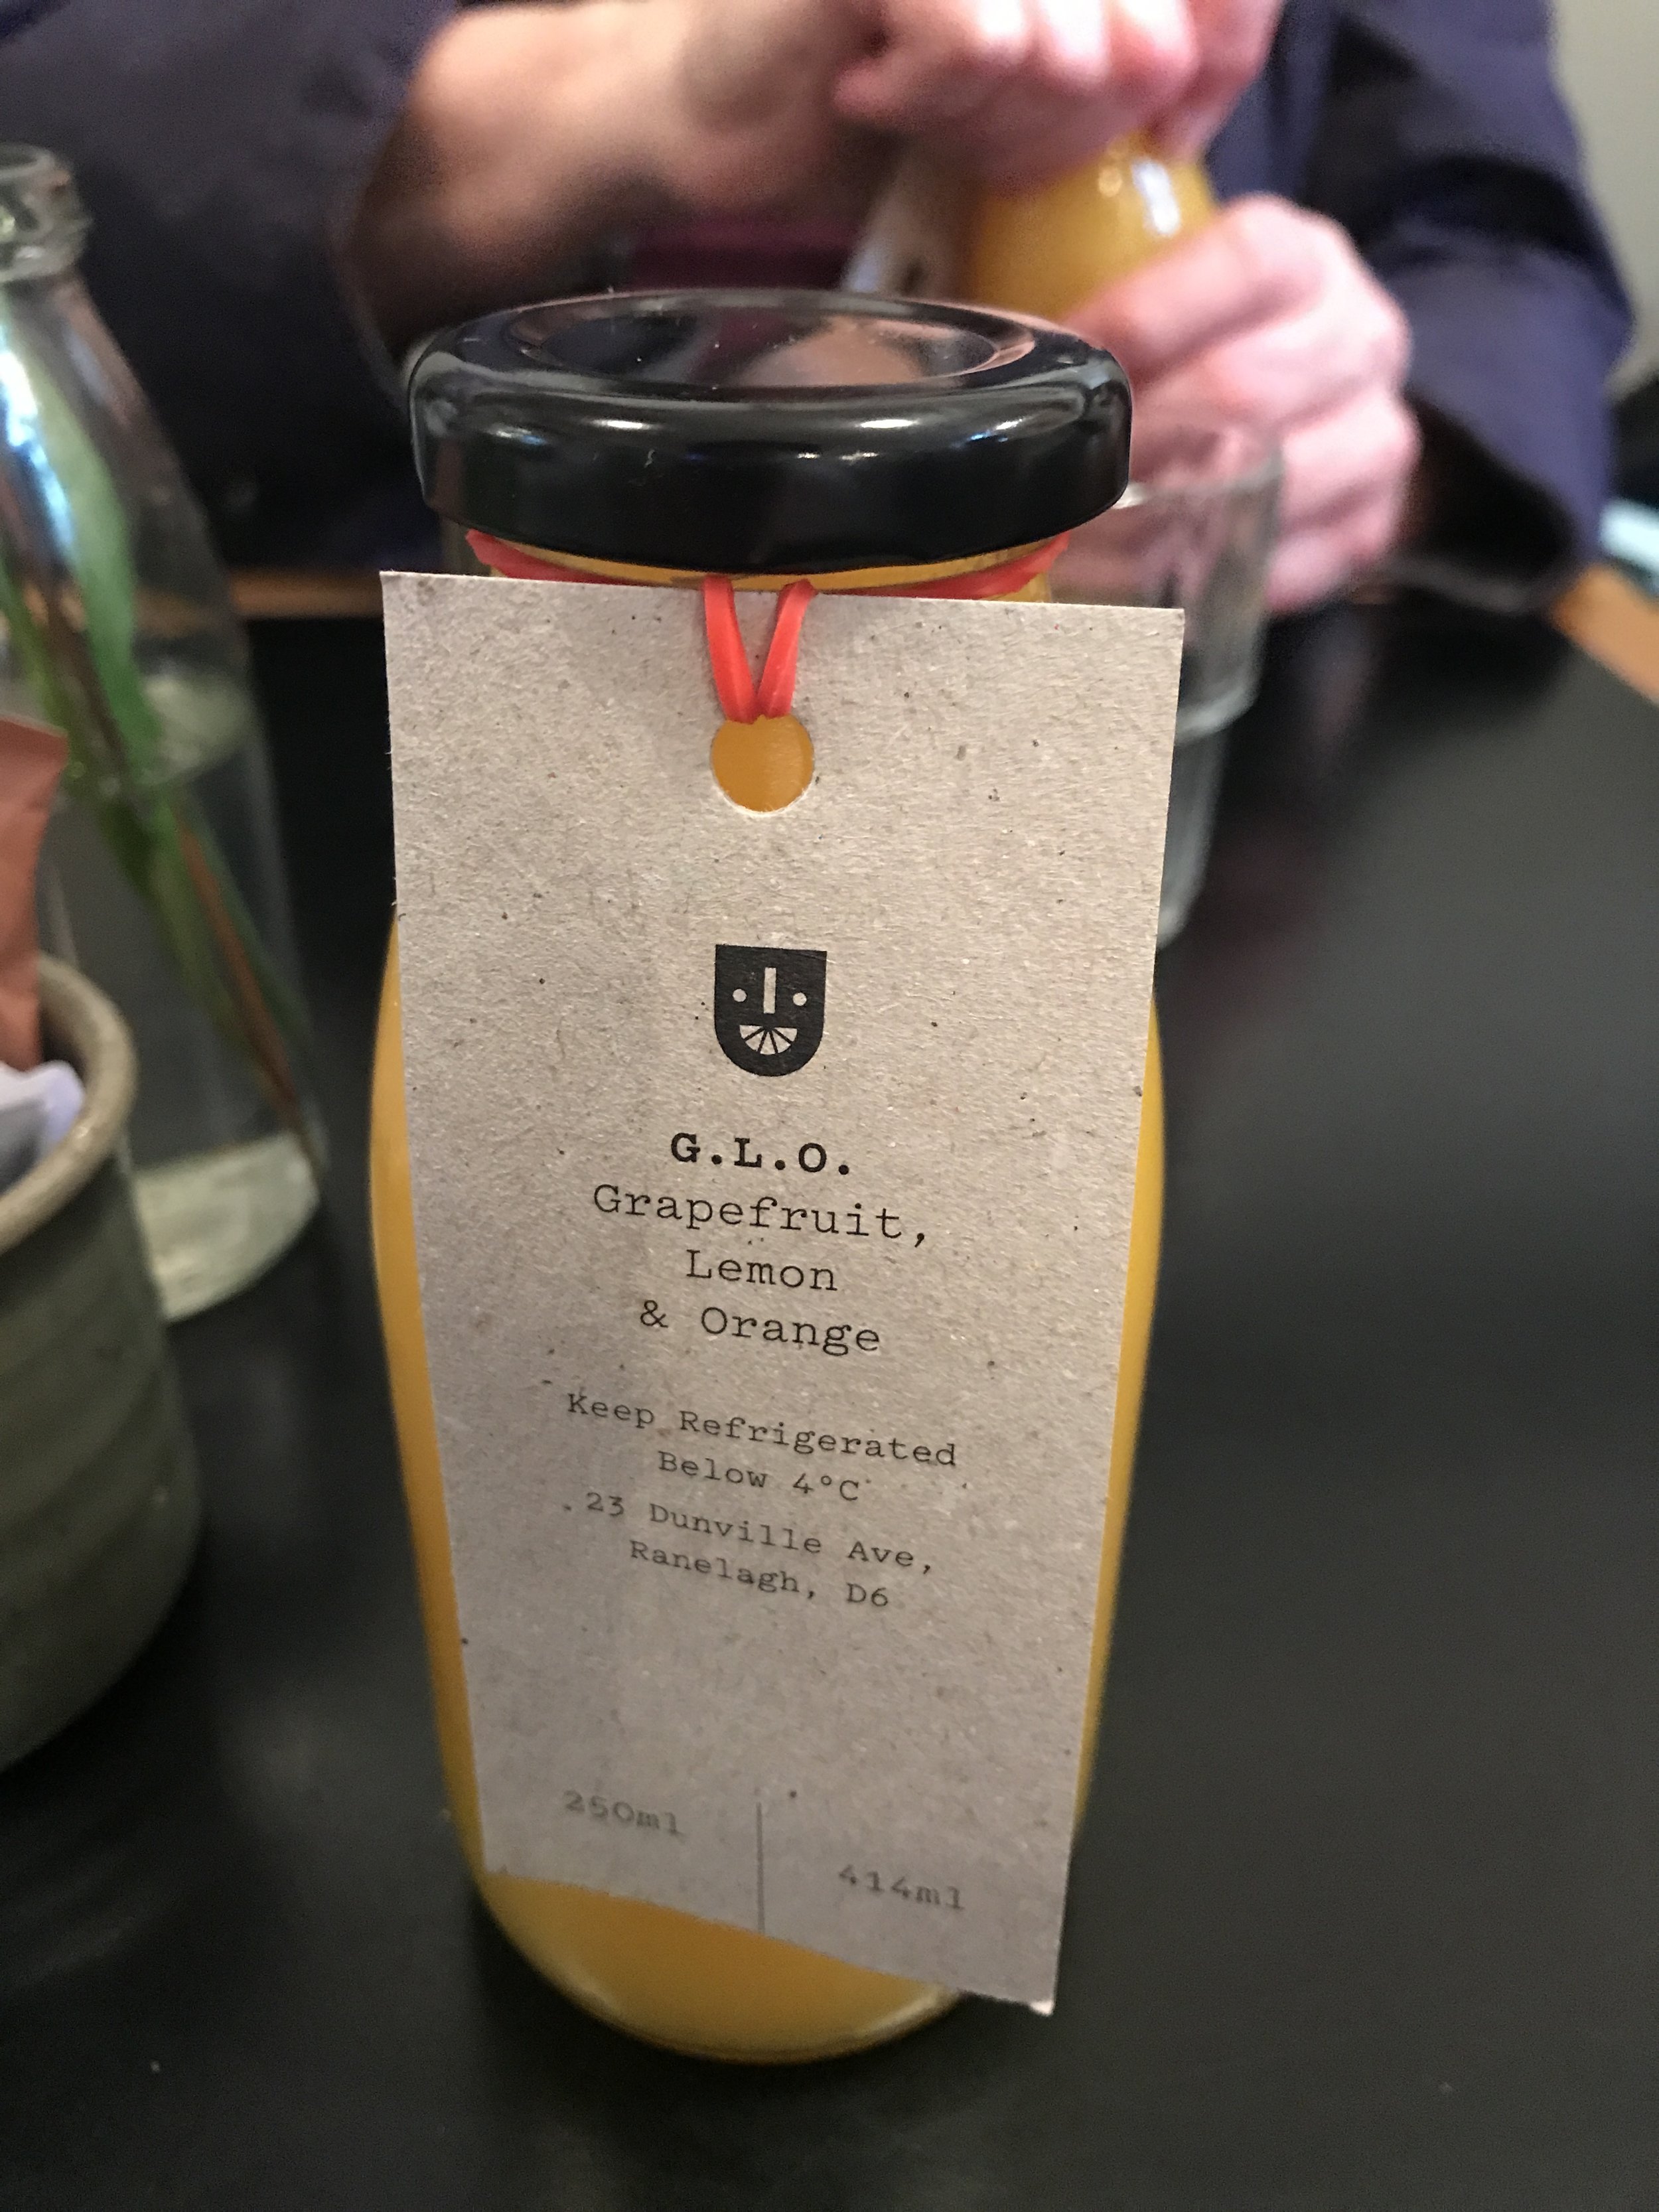 G.L.O.
Grapefruit,
Lemon
& Orange
Keep Refrigerated
Below 4°C
23 Dunville Ave,
Ranelagh, D6
250ml
414ml